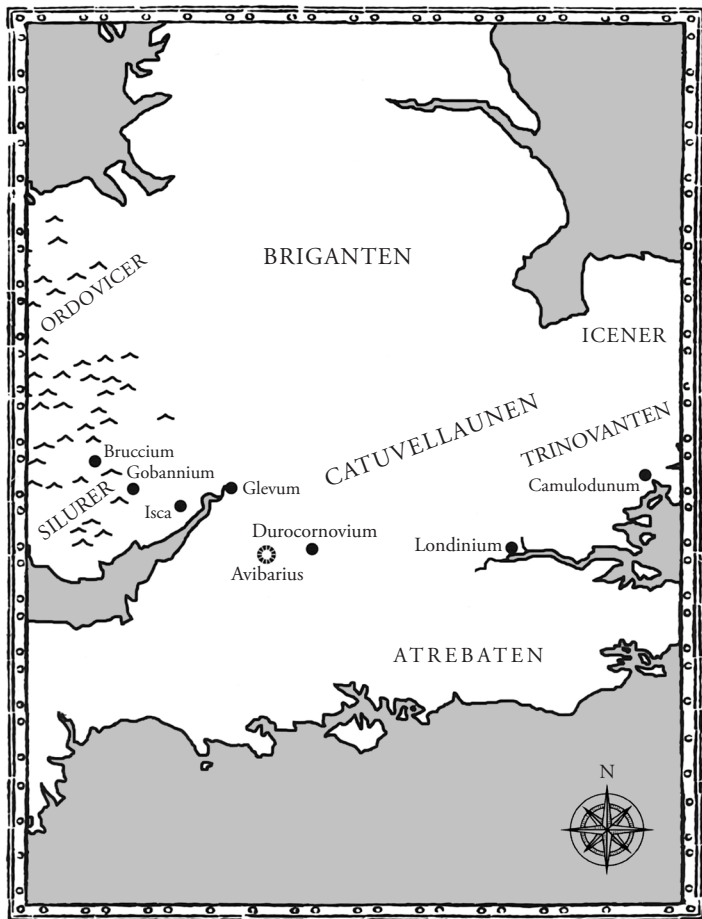 BRIGANTEN
ORDOVICER
ICENER
CATUVELLAUNEN
TRINOVANTEN
Bruccium
Gobannium
SILURER
Isca
Glevum
Camulodunum
Durocornovium
Londinium
Avibarius
ATREBATEN
N